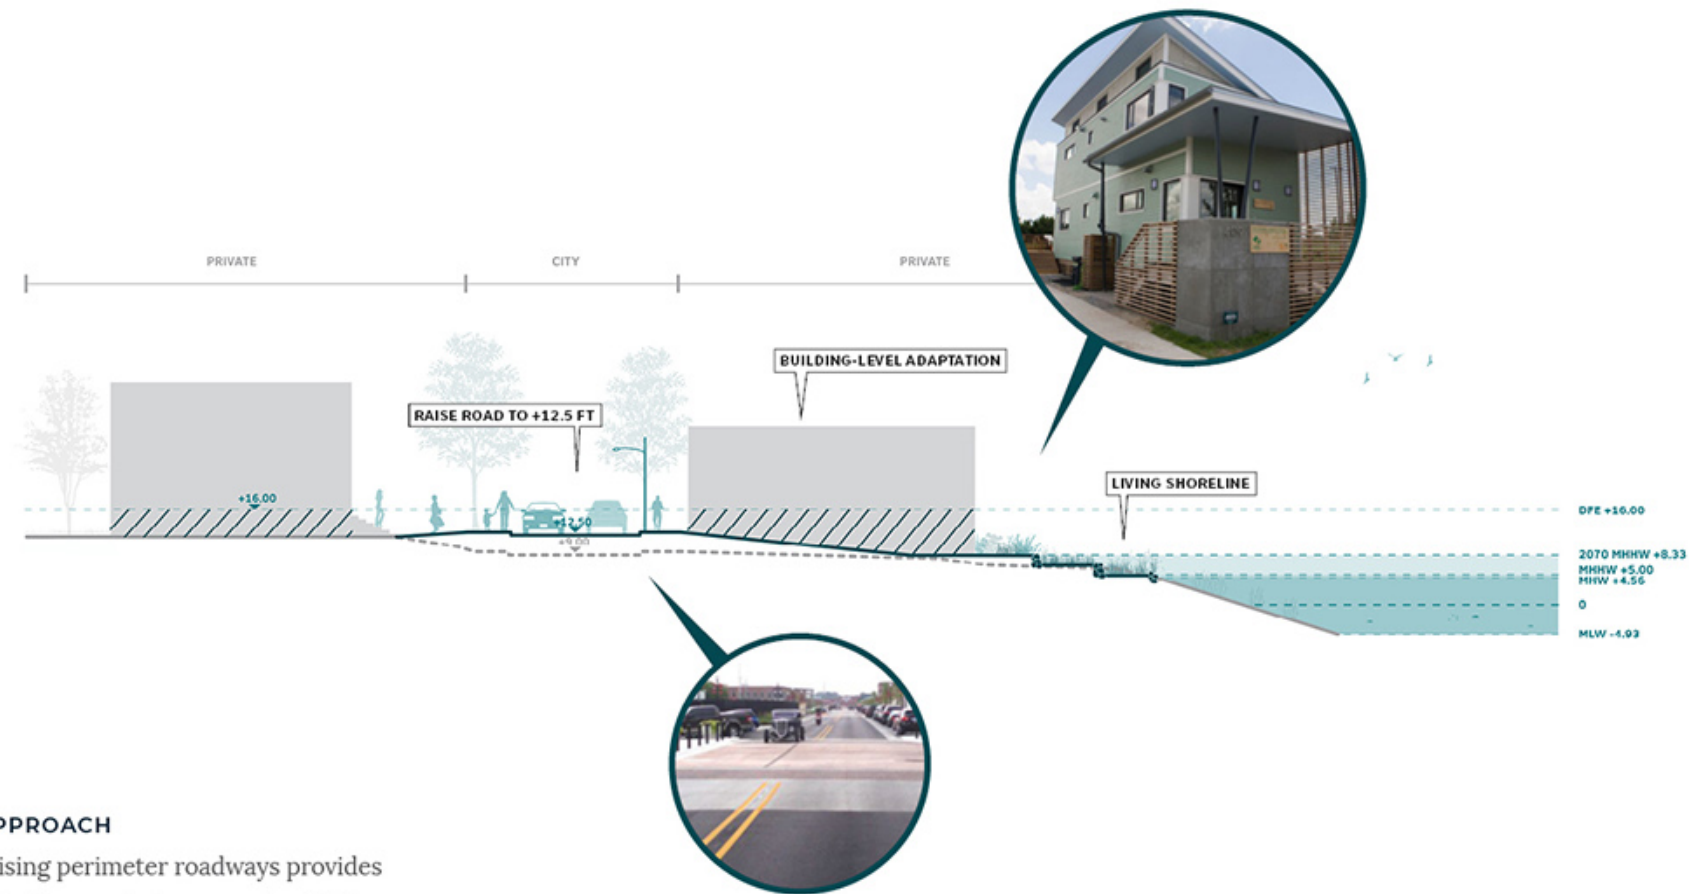 PRIVATE
CITY
PRIVATE
BUILDING-LEVEL ADAPTATION
RAISE ROAD TO +12.5 FT
LIVING SHORELINE
+16.00
+12.50
+9.00
DFE +16.00
2070 MHHW +8.33
MHHW +5.00
MHW +4.56
0
MLW -4.93
PPROACH
ising perimeter roadways provides